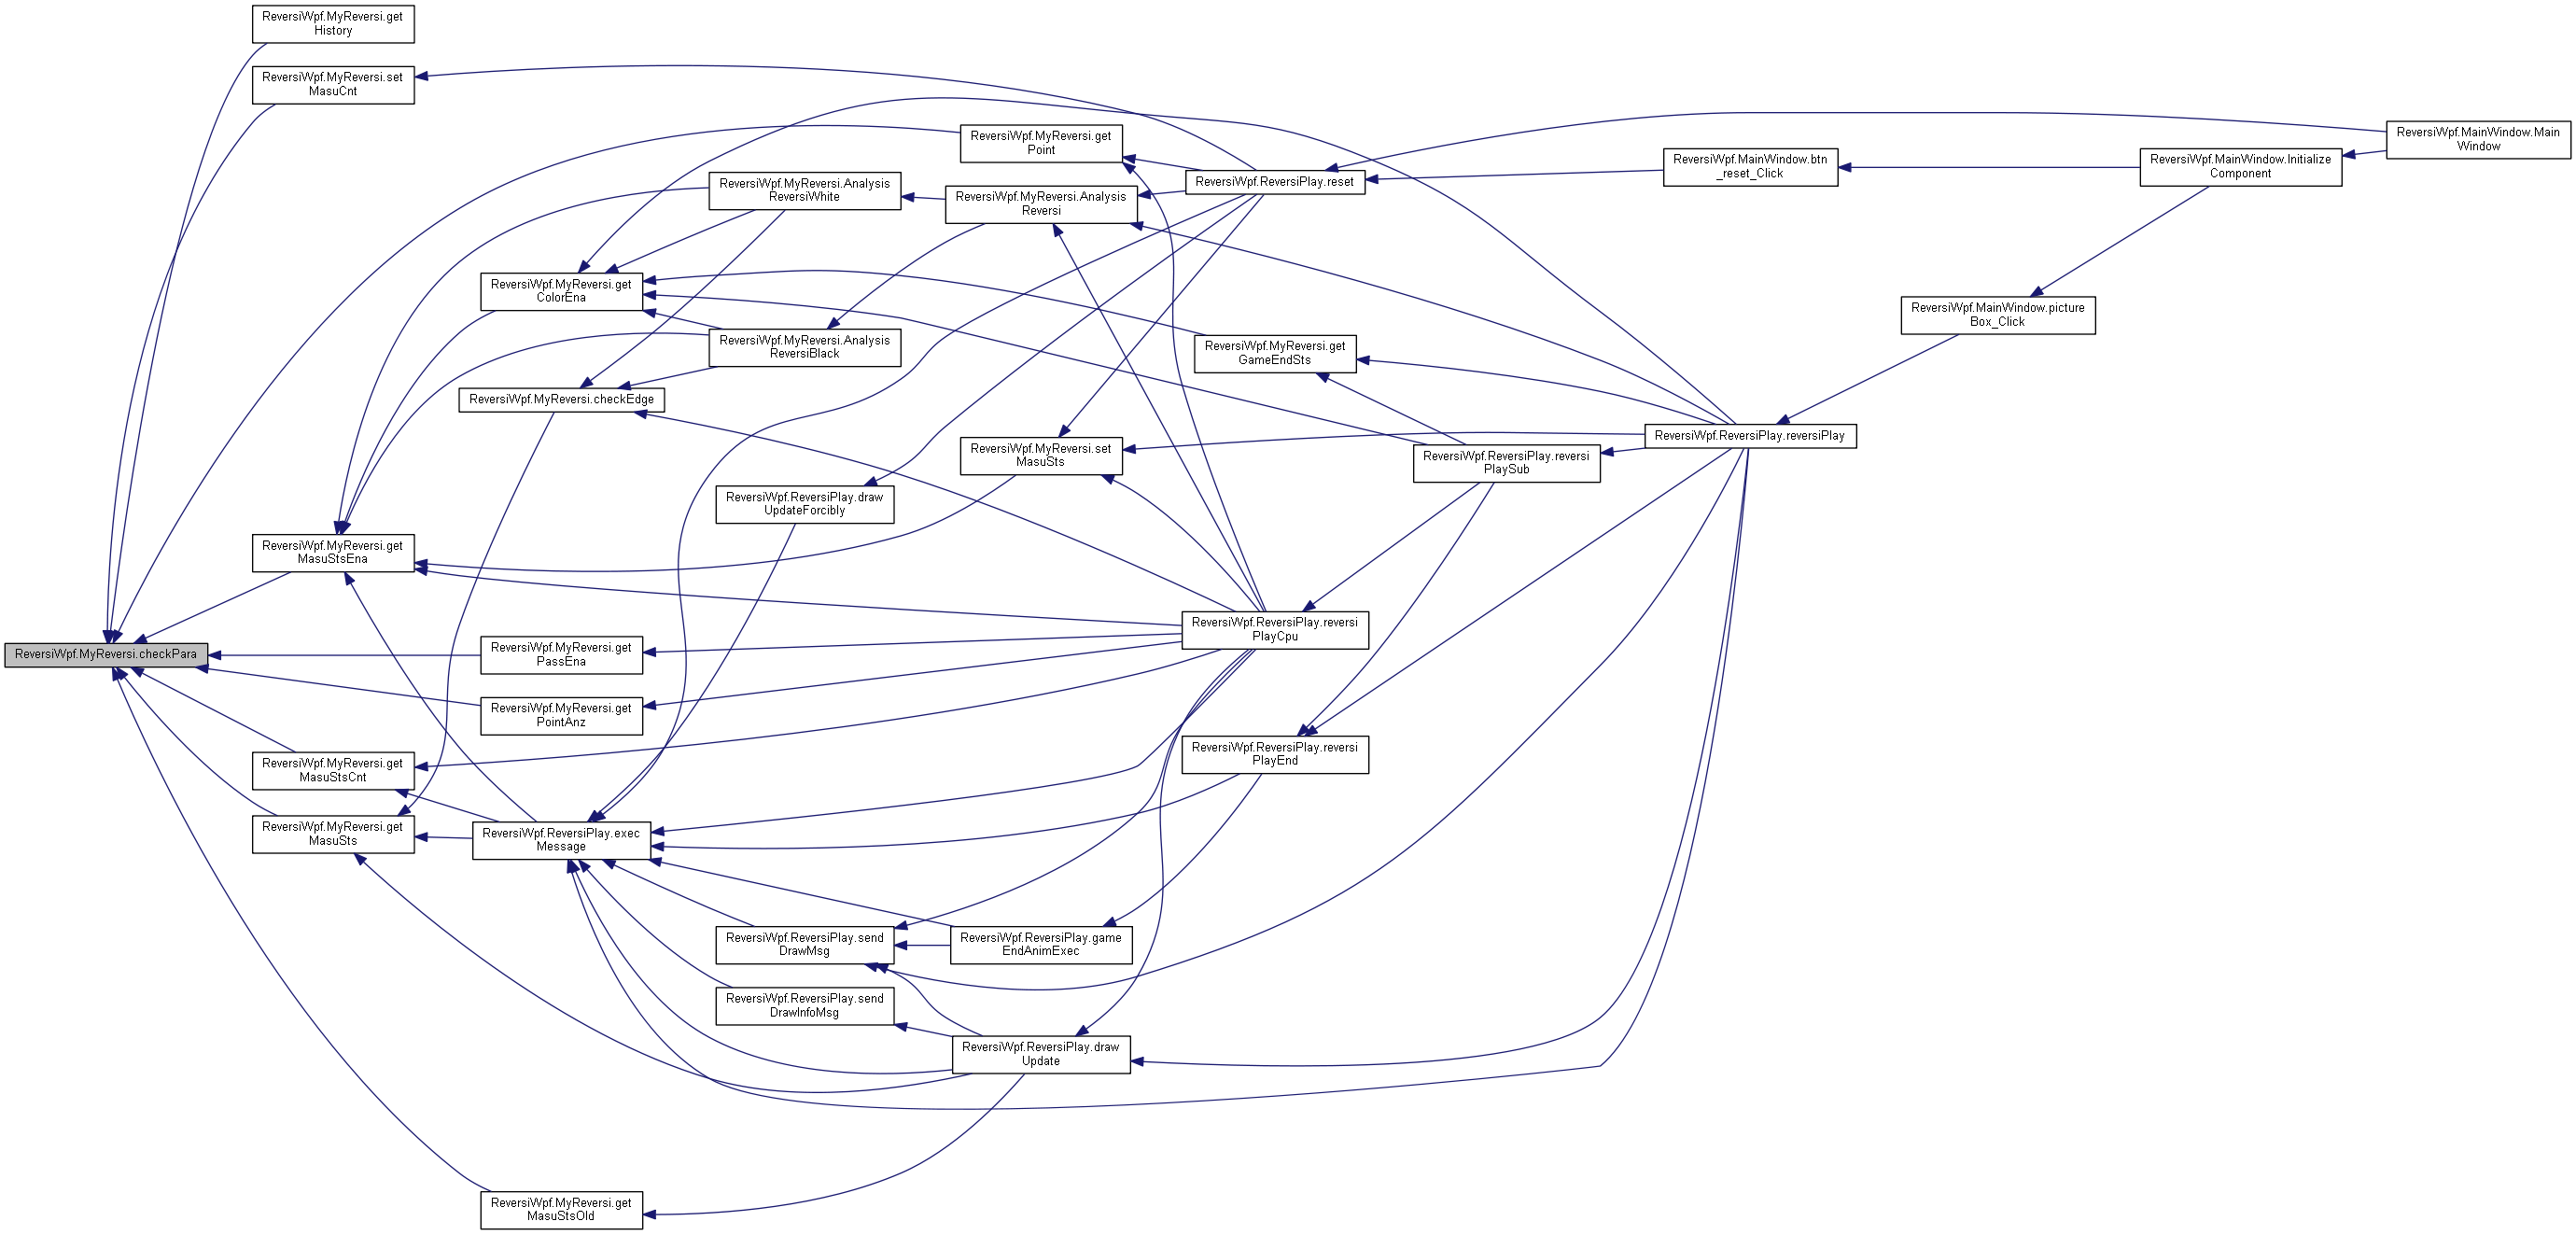 ReversiWpf.MyReversi.get
History
ReversiWpf.MyReversi.set
MasuCnt
ReversiWpf.MyReversi.get
Point
ReversiWpf.MainWindow.Main
Window
ReversiWpf.MainWindow.btn
_reset_Click
ReversiWpf.MainWindow.Initialize
Component
ReversiWpf.MyReversi.Analysis
ReversiWhite
ReversiWpf.ReversiPlay.reset
ReversiWpf.MyReversi.Analysis
Reversi
ReversiWpf.MyReversi.get
ColorEna
ReversiWpf.MainWindow.picture
Box_Click
ReversiWpf.MyReversi.Analysis
ReversiBlack
ReversiWpf.MyReversi.get
GameEndSts
ReversiWpf.MyReversi.checkEdge
ReversiWpf.ReversiPlay.reversiPlay
ReversiWpf.MyReversi.set
MasuSts
ReversiWpf.ReversiPlay.reversi
PlaySub
ReversiWpf.ReversiPlay.draw
UpdateForcibly
ReversiWpf.MyReversi.get
MasuStsEna
ReversiWpf.ReversiPlay.reversi
PlayCpu
ReversiWpf.MyReversi.checkPara
ReversiWpf.MyReversi.get
PassEna
ReversiWpf.MyReversi.get
PointAnz
ReversiWpf.ReversiPlay.reversi
PlayEnd
ReversiWpf.MyReversi.get
MasuStsCnt
ReversiWpf.MyReversi.get
MasuSts
ReversiWpf.ReversiPlay.exec
Message
ReversiWpf.ReversiPlay.send
DrawMsg
ReversiWpf.ReversiPlay.game
EndAnimExec
ReversiWpf.ReversiPlay.send
DrawInfoMsg
ReversiWpf.ReversiPlay.draw
Update
ReversiWpf.MyReversi.get
MasuStsOld